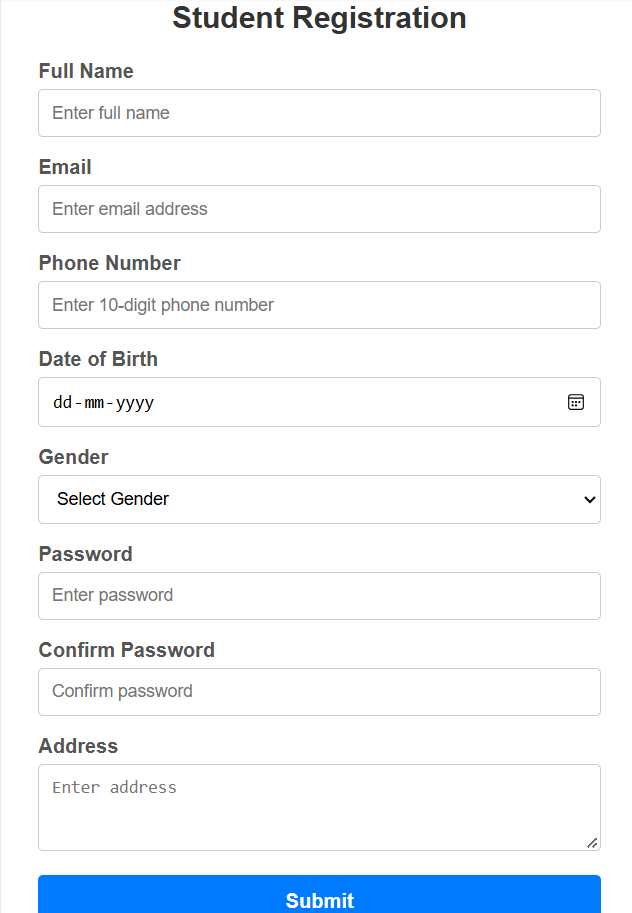 Student Registration
Full Name
Enter full name
Email
Enter email address
Phone Number
Enter 10-digit phone number
Date of Birth
dd-mm-yyyy
Gender
Select Gender
Password
Enter password
Confirm Password
Confirm password
Address
Enter address
Submit